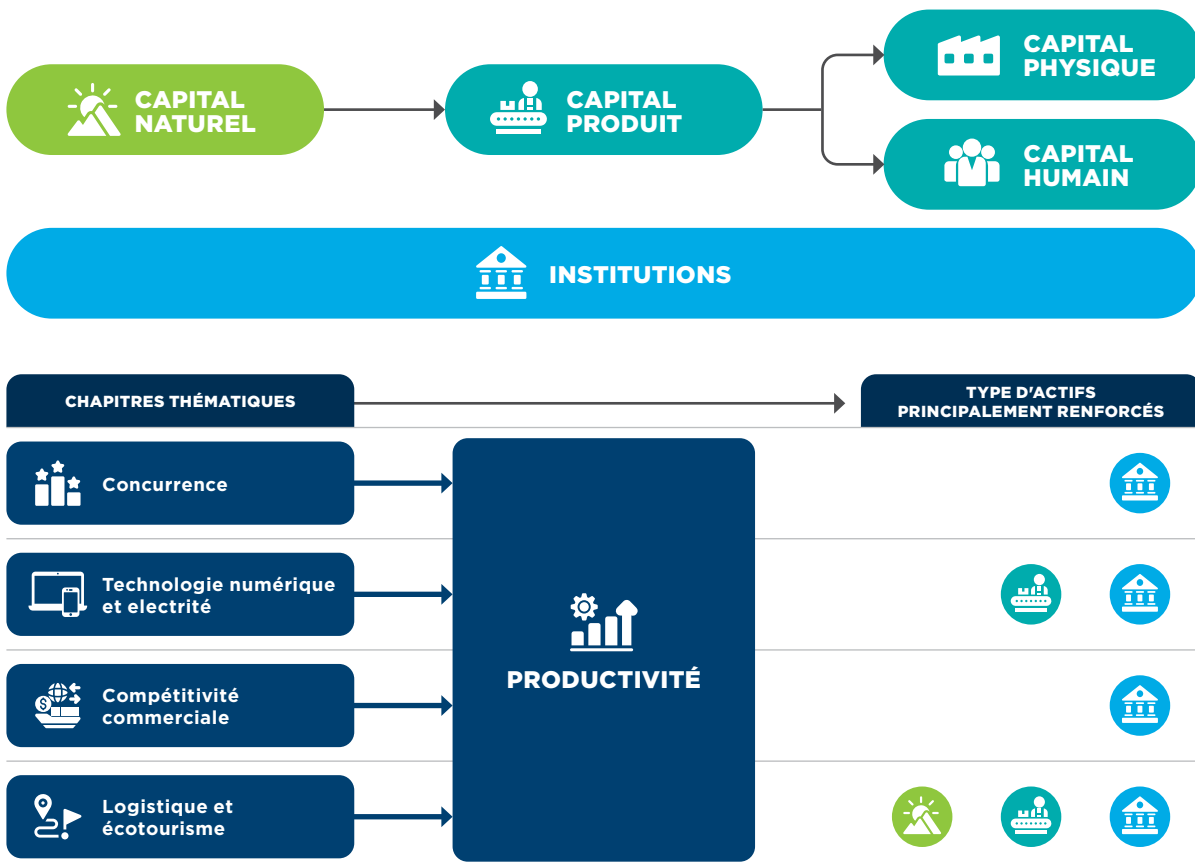 CAPITAL
NATUREL
CAPITAL
PRODUIT
CAPITAL
PHYSIQUE
CAPITAL
HUMAIN
INSTITUTIONS
CHAPITRES THÉMATIQUES
TYPE D'ACTIFS
PRINCIPALEMENT RENFORCÉS
Concurrence
Technologie numérique
et electrité
Compétitivité
commerciale
Logistique et
écotourisme
PRODUCTIVITÉ